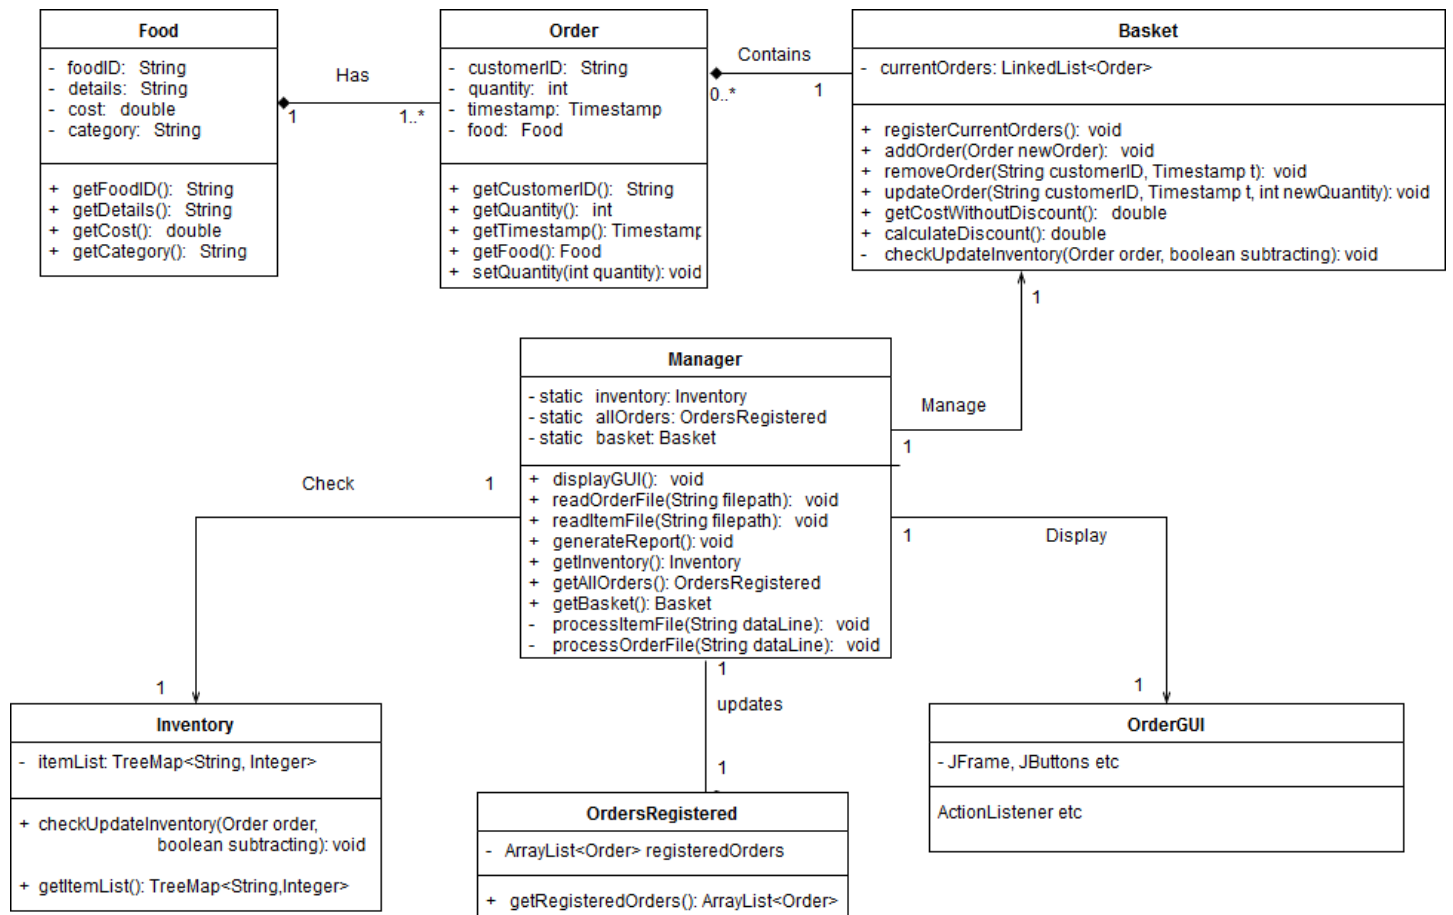 Food
- foodID: String
- details: String
- cost: double
- category: String
+ getFoodID(): String
+ getDetails(): String
+ getCost(): double
+ getCategory(): String
Has
1
1..*
Order
- customerID: String
- quantity: int
- timestamp: Timestamp
- food: Food
+ getCustomerID(): String
+ getQuantity(): int
+ getTimestamp(): Timestamp
+ getFood(): Food
+ setQuantity(int quantity): void
Contains
0..*
1
Basket
- currentOrders: LinkedList<Order>
+ registerCurrentOrders(): void
+ addOrder(Order newOrder): void
+ removeOrder(String customerID, Timestamp t): void
+ updateOrder(String customerID, Timestamp t, int newQuantity): void
+ getCostWithoutDiscount(): double
+ calculateDiscount(): double
- checkUpdateInventory(Order order, boolean subtracting): void
1
Manage
1
Manager
- static inventory: Inventory
- static allOrders: OrdersRegistered
- static basket: Basket
+ displayGUI(): void
+ readOrderFile(String filepath): void
+ readItemFile(String filepath): void
+ generateReport(): void
+ getInventory(): Inventory
+ getAllOrders(): OrdersRegistered
+ getBasket(): Basket
- processItemFile(String dataLine): void
- processOrderFile(String dataLine): void
Check
1
1
1
Display
1
1
updates
1
Inventory
- itemList: TreeMap<String, Integer>
+ checkUpdateInventory(Order order,
boolean subtracting): void
+ getItemList(): TreeMap<String,Integer>
OrdersRegistered
- ArrayList<Order> registeredOrders
+ getRegisteredOrders(): ArrayList<Order>
OrderGUI
- JFrame, JButtons etc
ActionListener etc